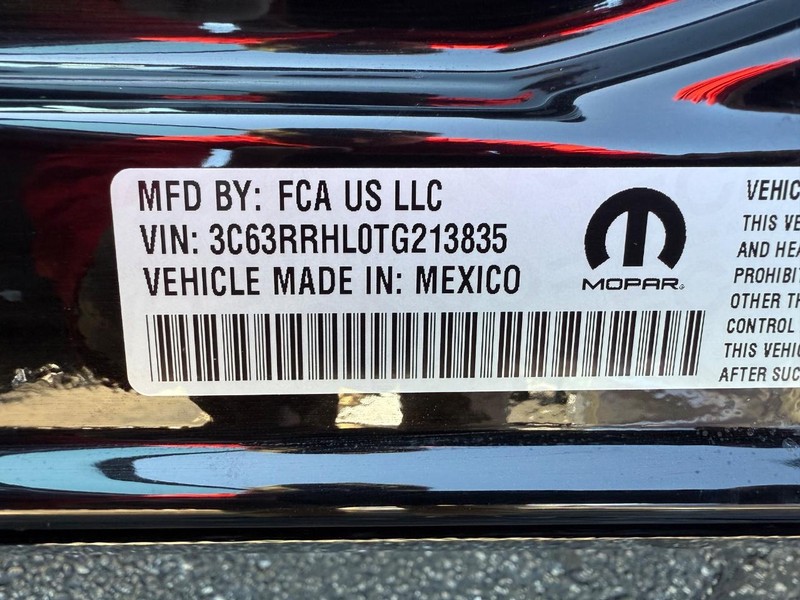 MFD BY: FCA US LLC
VIN: 3C63RRHL0TG213835
VEHICLE MADE IN: MEXICO
MOPAR®
VEHIC
THIS VE
AND HEA
PROHIBIT
OTHER TH
CONTROL
THIS VEHIC
AFTER SUC